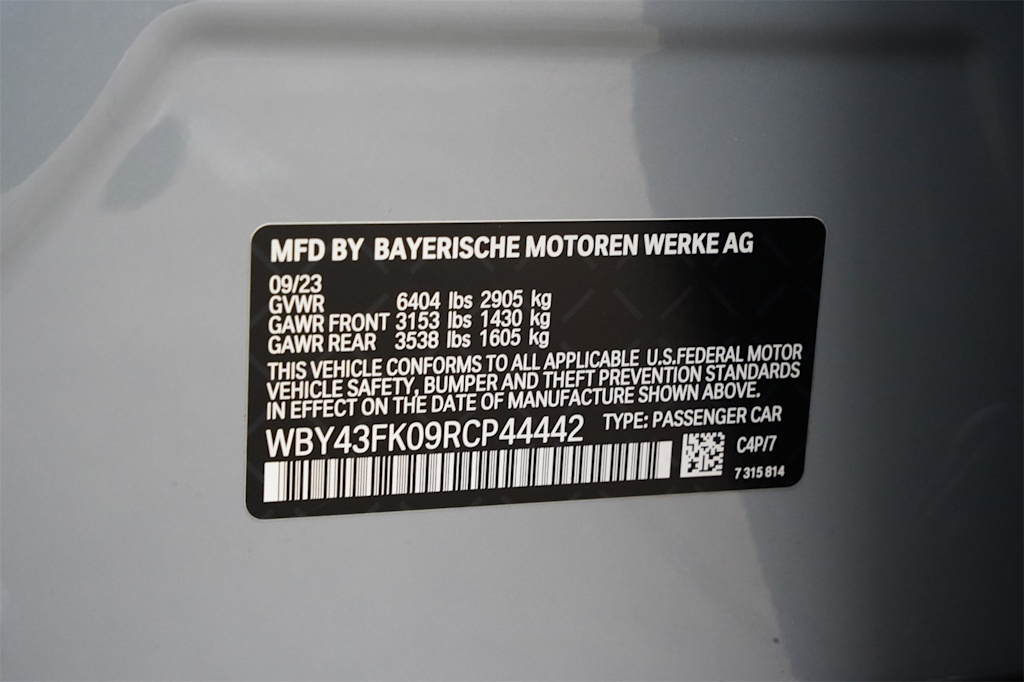 MFD BY BAYERISCHE MOTOREN WERKE AG
09/23
GVWR 6404 lbs 2905 kg
GAWR FRONT 3153 lbs 1430 kg
GAWR REAR 3538 lbs 1605 kg
THIS VEHICLE CONFORMS TO ALL APPLICABLE U.S.FEDERAL MOTOR
VEHICLE SAFETY, BUMPER AND THEFT PREVENTION STANDARDS
IN EFFECT ON THE DATE OF MANUFACTURE SHOWN ABOVE.
WBY43FK09RCP44442 TYPE: PASSENGER CAR
C4P/7
7 315 814